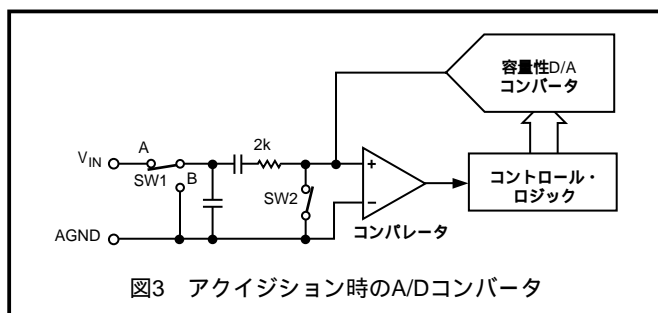 容量性D/A
コンバータ
A
2k
VIN
SW1
B
SW2
+
−
コントロール・
ロジック
AGND
コンパレータ
図3 アクイジション時のA/Dコンバータ